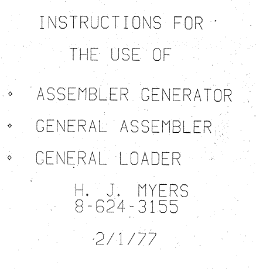 INSTRUCTIONS FOR
THE USE OF
◦ ASSEMBLER GENERATOR
◦ GENERAL ASSEMBLER
◦ GENERAL LOADER
H. J. MYERS
8-624-3155
2/1/77